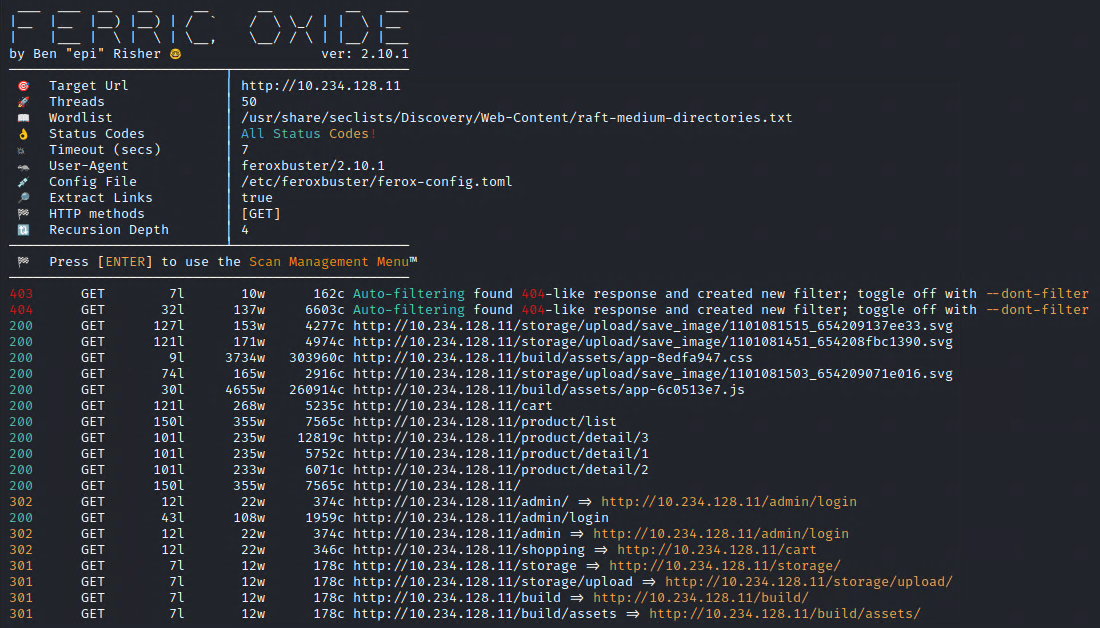 FERRIC OXIDE
by Ben "epi" Risher 🤓 ver: 2.10.1
🎯 Target Url │ http://10.234.128.11
🚀 Threads │ 50
📖 Wordlist │ /usr/share/seclists/Discovery/Web-Content/raft-medium-directories.txt
👌 Status Codes │ All Status Codes!
💥 Timeout (secs) │ 7
🦡 User-Agent │ feroxbuster/2.10.1
💉 Config File │ /etc/feroxbuster/ferox-config.toml
🔎 Extract Links │ true
🏁 HTTP methods │ [GET]
🔃 Recursion Depth │ 4
🏁 Press [ENTER] to use the Scan Management Menu™
403 GET 7l 10w 162c Auto-filtering found 404-like response and created new filter; toggle off with --dont-filter
404 GET 32l 137w 6603c Auto-filtering found 404-like response and created new filter; toggle off with --dont-filter
200 GET 127l 153w 4277c http://10.234.128.11/storage/upload/save_image/1101081515_654209137ee33.svg
200 GET 121l 171w 4974c http://10.234.128.11/storage/upload/save_image/1101081451_654208fbc1390.svg
200 GET 9l 3734w 303960c http://10.234.128.11/build/assets/app-8edfa947.css
200 GET 74l 165w 2916c http://10.234.128.11/storage/upload/save_image/1101081503_654209071e016.svg
200 GET 30l 4655w 260914c http://10.234.128.11/build/assets/app-6c0513e7.js
200 GET 121l 268w 5235c http://10.234.128.11/cart
200 GET 150l 355w 7565c http://10.234.128.11/product/list
200 GET 101l 235w 12819c http://10.234.128.11/product/detail/3
200 GET 101l 235w 5752c http://10.234.128.11/product/detail/1
200 GET 101l 233w 6071c http://10.234.128.11/product/detail/2
200 GET 150l 355w 7565c http://10.234.128.11/
302 GET 12l 22w 374c http://10.234.128.11/admin/ => http://10.234.128.11/admin/login
200 GET 43l 108w 1959c http://10.234.128.11/admin/login
302 GET 12l 22w 374c http://10.234.128.11/admin => http://10.234.128.11/admin/login
302 GET 12l 22w 346c http://10.234.128.11/shopping => http://10.234.128.11/cart
301 GET 7l 12w 178c http://10.234.128.11/storage => http://10.234.128.11/storage/
301 GET 7l 12w 178c http://10.234.128.11/storage/upload => http://10.234.128.11/storage/upload/
301 GET 7l 12w 178c http://10.234.128.11/build => http://10.234.128.11/build/
301 GET 7l 12w 178c http://10.234.128.11/build/assets => http://10.234.128.11/build/assets/